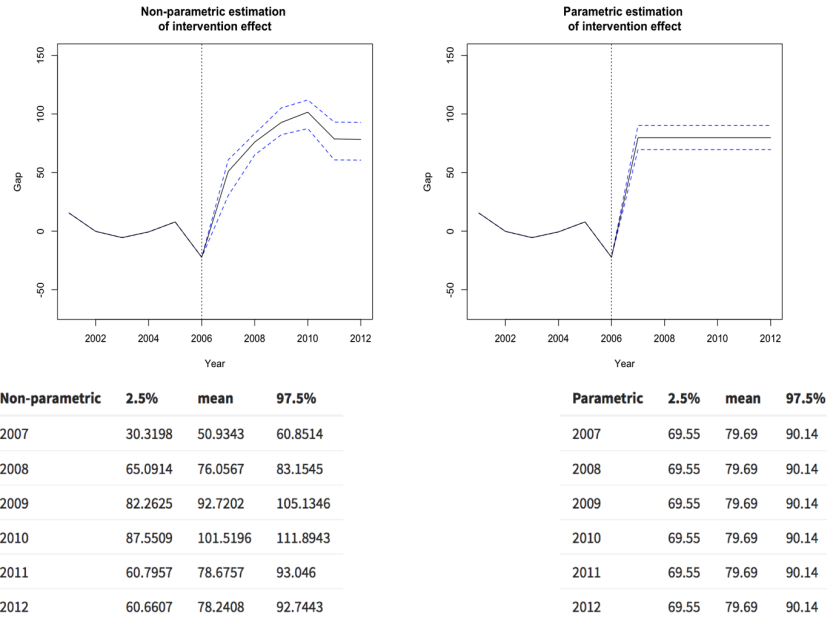 Non-parametric estimation
of intervention effect
150
100
50
0
-50
Gap
2002 2004 2006 2008 2010 2012
Year
Parametric estimation
of intervention effect
150
100
50
0
-50
Gap
2002 2004 2006 2008 2010 2012
Year
Non-parametric 2.5% mean 97.5%
2007 30.3198 50.9343 60.8514
2008 65.0914 76.0567 83.1545
2009 82.2625 92.7202 105.1346
2010 87.5509 101.5196 111.8943
2011 60.7957 78.6757 93.046
2012 60.6607 78.2408 92.7443
Parametric 2.5% mean 97.5%
2007 69.55 79.69 90.14
2008 69.55 79.69 90.14
2009 69.55 79.69 90.14
2010 69.55 79.69 90.14
2011 69.55 79.69 90.14
2012 69.55 79.69 90.14